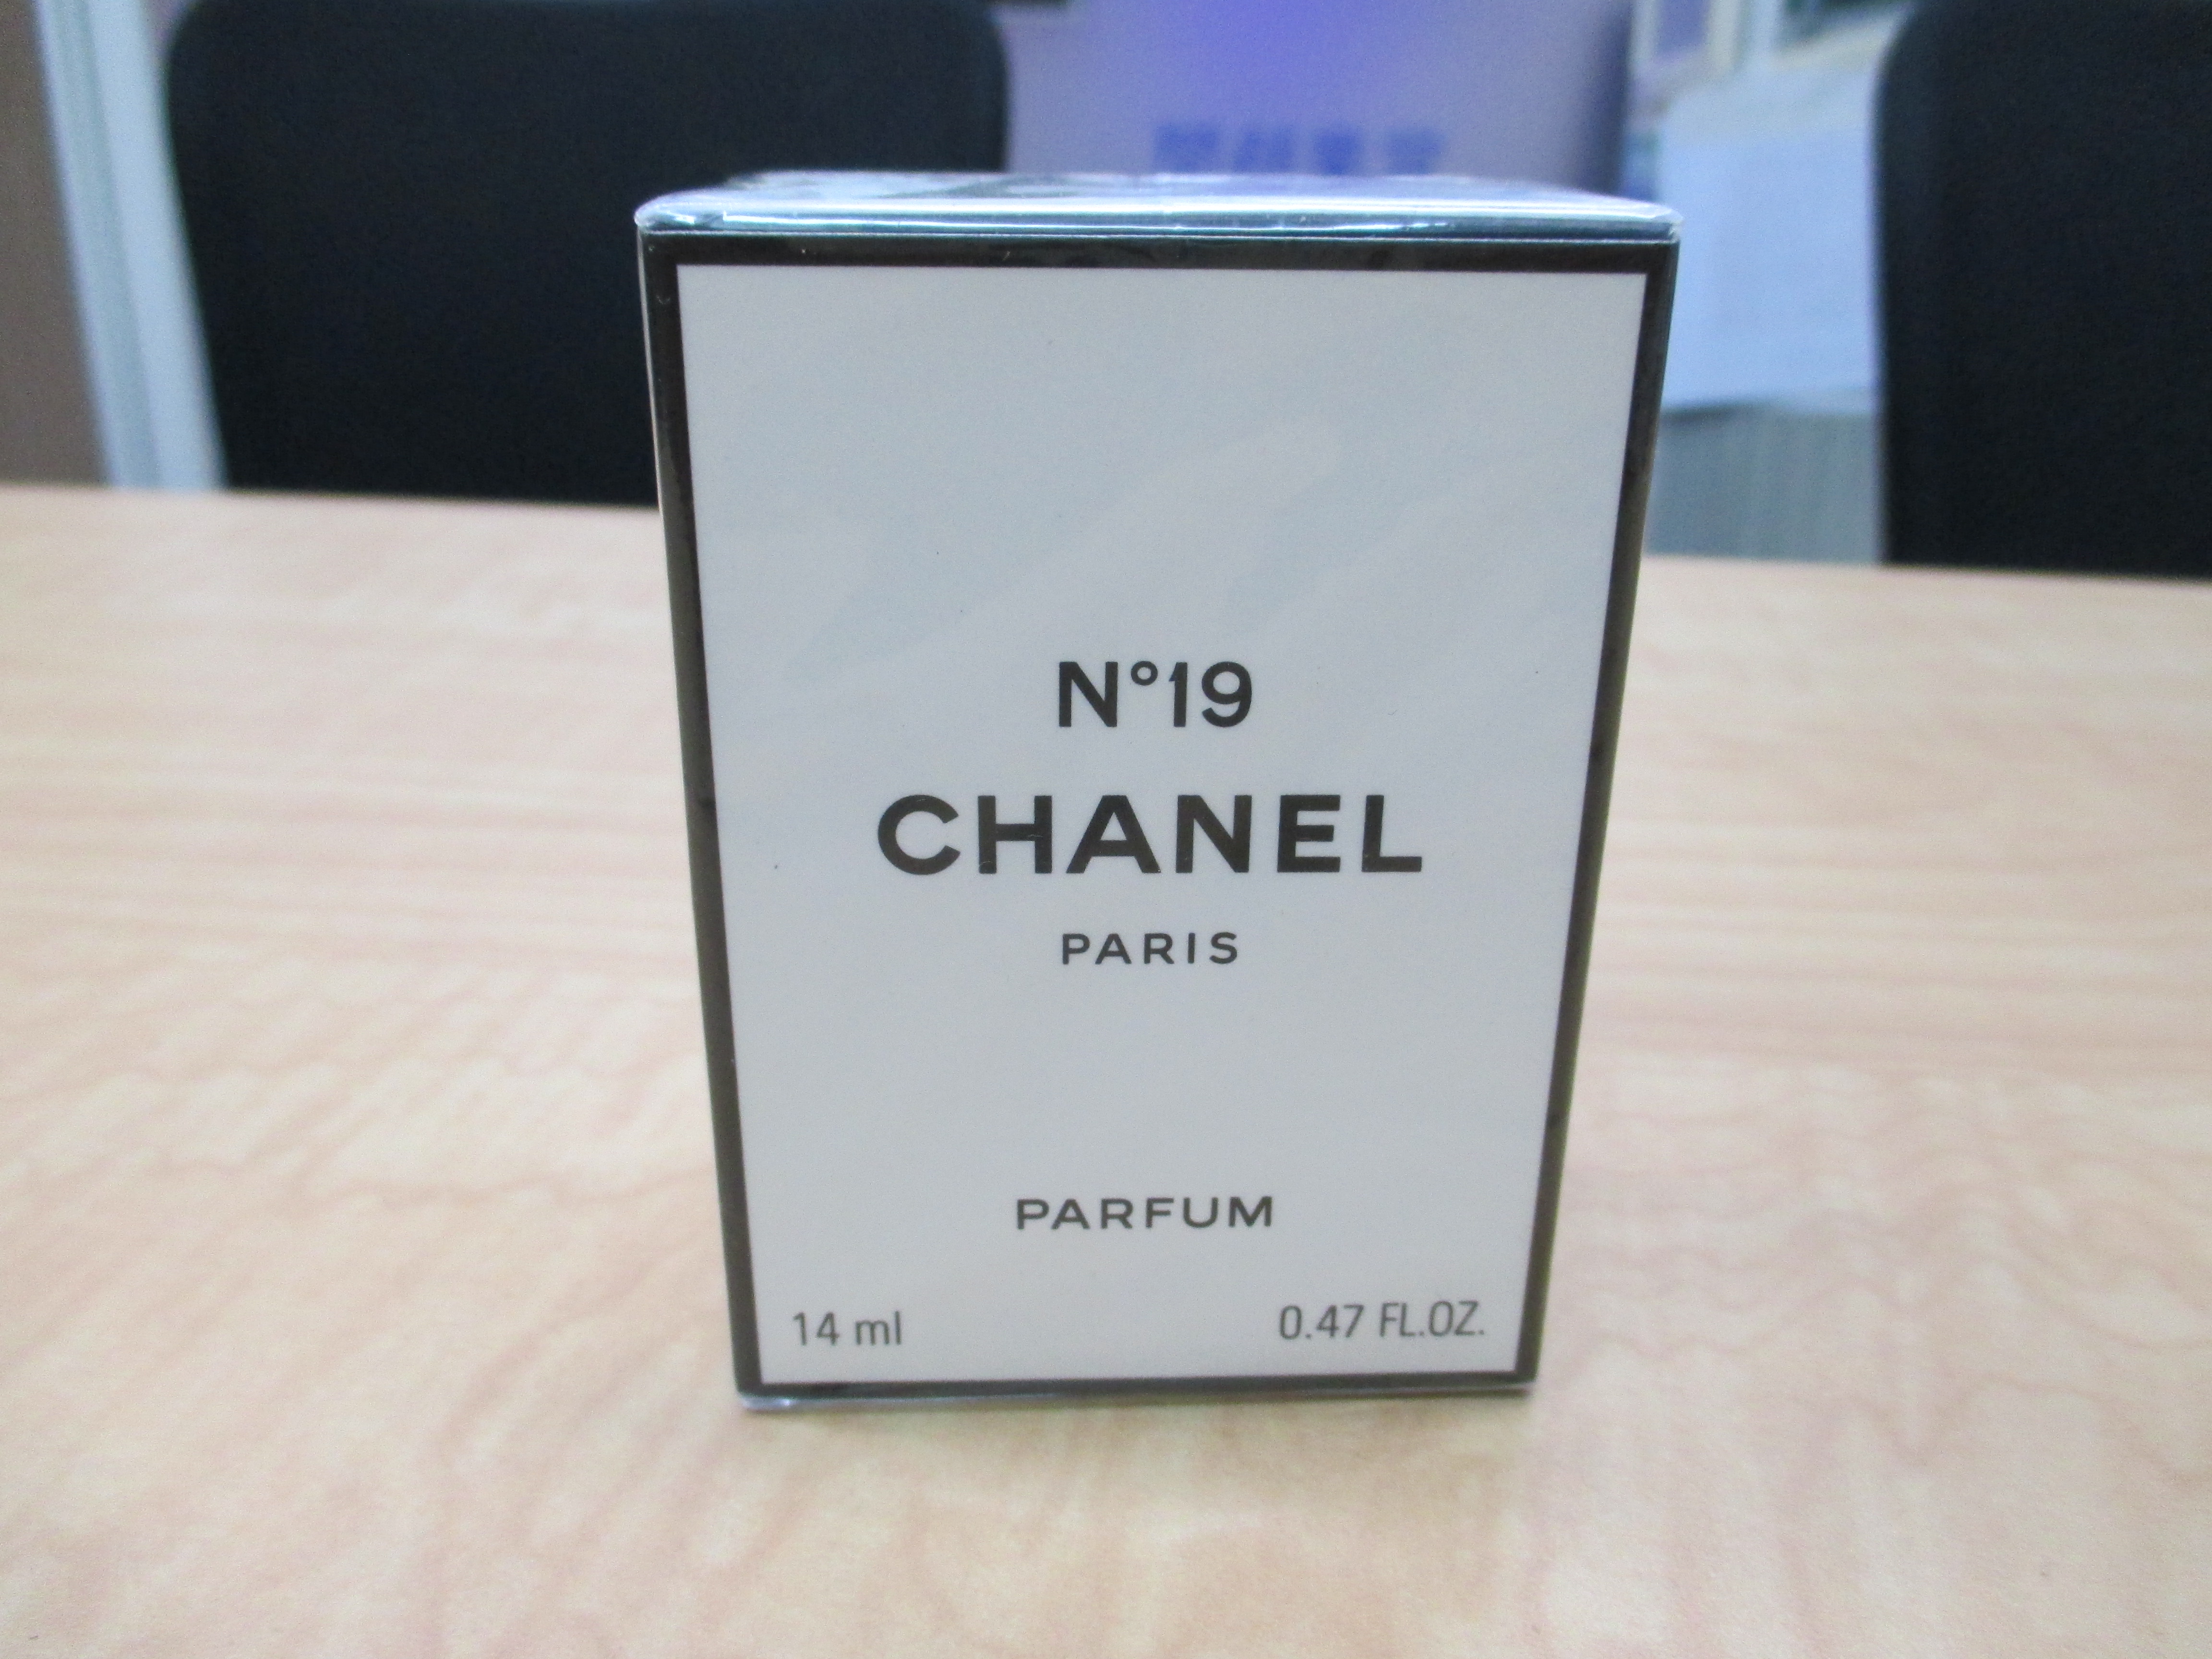 N°19
CHANEL
PARIS
PARFUM
14 ml 0.47 FL.OZ.